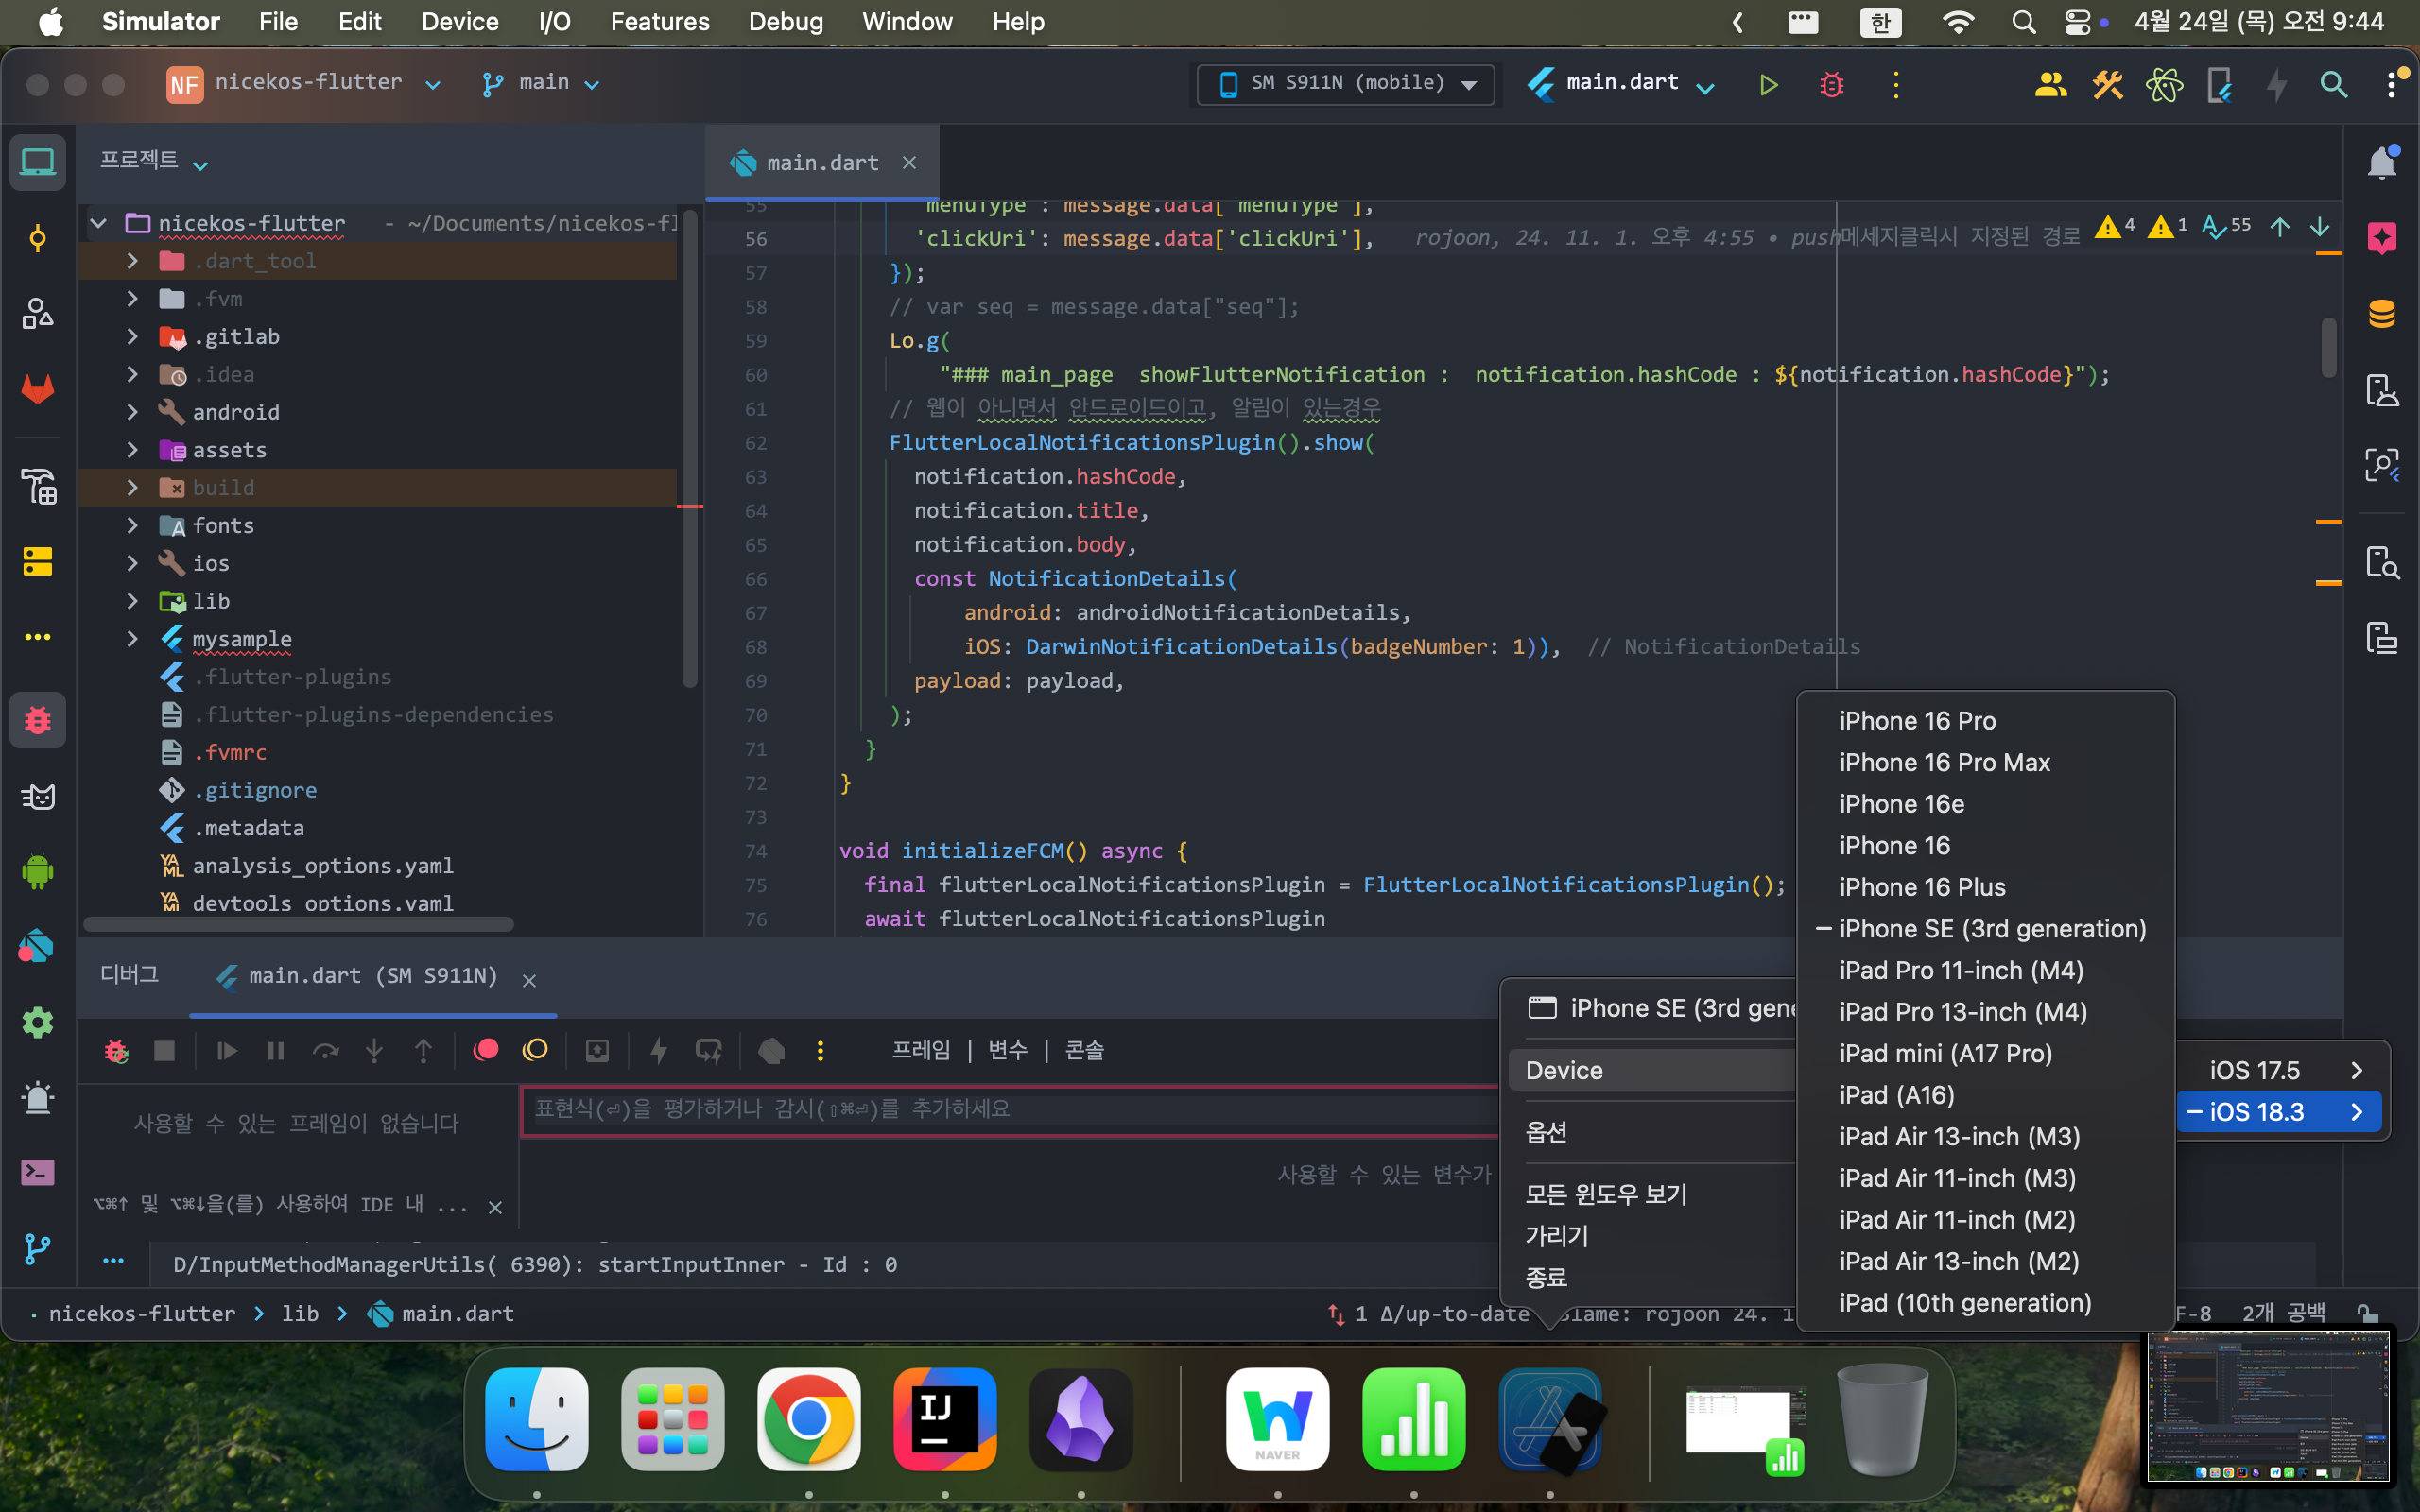 Simulator File Edit Device I/O Features Debug Window Help 한 4월 24일 (목) 오전 9:44
NF nicekos-flutter main SM S911N (mobile) main.dart
프로젝트 main.dart
nicekos-flutter - ~/Documents/nicekos-fl
.dart_tool
.fvm
.gitlab
.idea
android
assets
build
fonts
ios
lib
mysample
.flutter-plugins
.flutter-plugins-dependencies
.fvmrc
.gitignore
.metadata
analysis_options.yaml
devtools_options.yaml
55 'menuType': message.data['menuType'],
56 'clickUri': message.data['clickUri'], rojoon, 24. 11. 1. 오후 4:55 • push메세지클릭시 지정된 경로 4 1 55
57 });
58 // var seq = message.data["seq"];
59 Lo.g(
60 "### main_page  showFlutterNotification :  notification.hashCode : ${notification.hashCode}");
61 // 웹이 아니면서 안드로이드이고, 알림이 있는경우
62 FlutterLocalNotificationsPlugin().show(
63 notification.hashCode,
64 notification.title,
65 notification.body,
66 const NotificationDetails(
67 android: androidNotificationDetails,
68 iOS: DarwinNotificationDetails(badgeNumber: 1)), // NotificationDetails
69 payload: payload,
70 );
71 }
72 }
73
74 void initializeFCM() async {
75 final flutterLocalNotificationsPlugin = FlutterLocalNotificationsPlugin();
76 await flutterLocalNotificationsPlugin
iPhone 16 Pro
iPhone 16 Pro Max
iPhone 16e
iPhone 16
iPhone 16 Plus
iPhone SE (3rd generation)
iPad Pro 11-inch (M4)
iPad Pro 13-inch (M4)
iPad mini (A17 Pro)
iPad (A16)
iPad Air 13-inch (M3)
iPad Air 11-inch (M3)
iPad Air 11-inch (M2)
iPad Air 13-inch (M2)
iPad (10th generation)
iOS 17.5
iOS 18.3
iPhone SE (3rd gene
Device
옵션
모든 윈도우 보기
가리기
종료
디버그 main.dart (SM S911N)
프레임 | 변수 | 콘솔
사용할 수 있는 프레임이 없습니다
표현식(⏎)을 평가하거나 감시(⇧⌘⏎)를 추가하세요
사용할 수 있는 변수가
⌥⌘↑ 및 ⌥⌘↓을(를) 사용하여 IDE 내 ...
D/InputMethodManagerUtils( 6390): startInputInner - Id : 0
nicekos-flutter lib main.dart 1 Δ/up-to-date Blame: rojoon 24. 1 F-8 2개 공백
IJ
NAVER